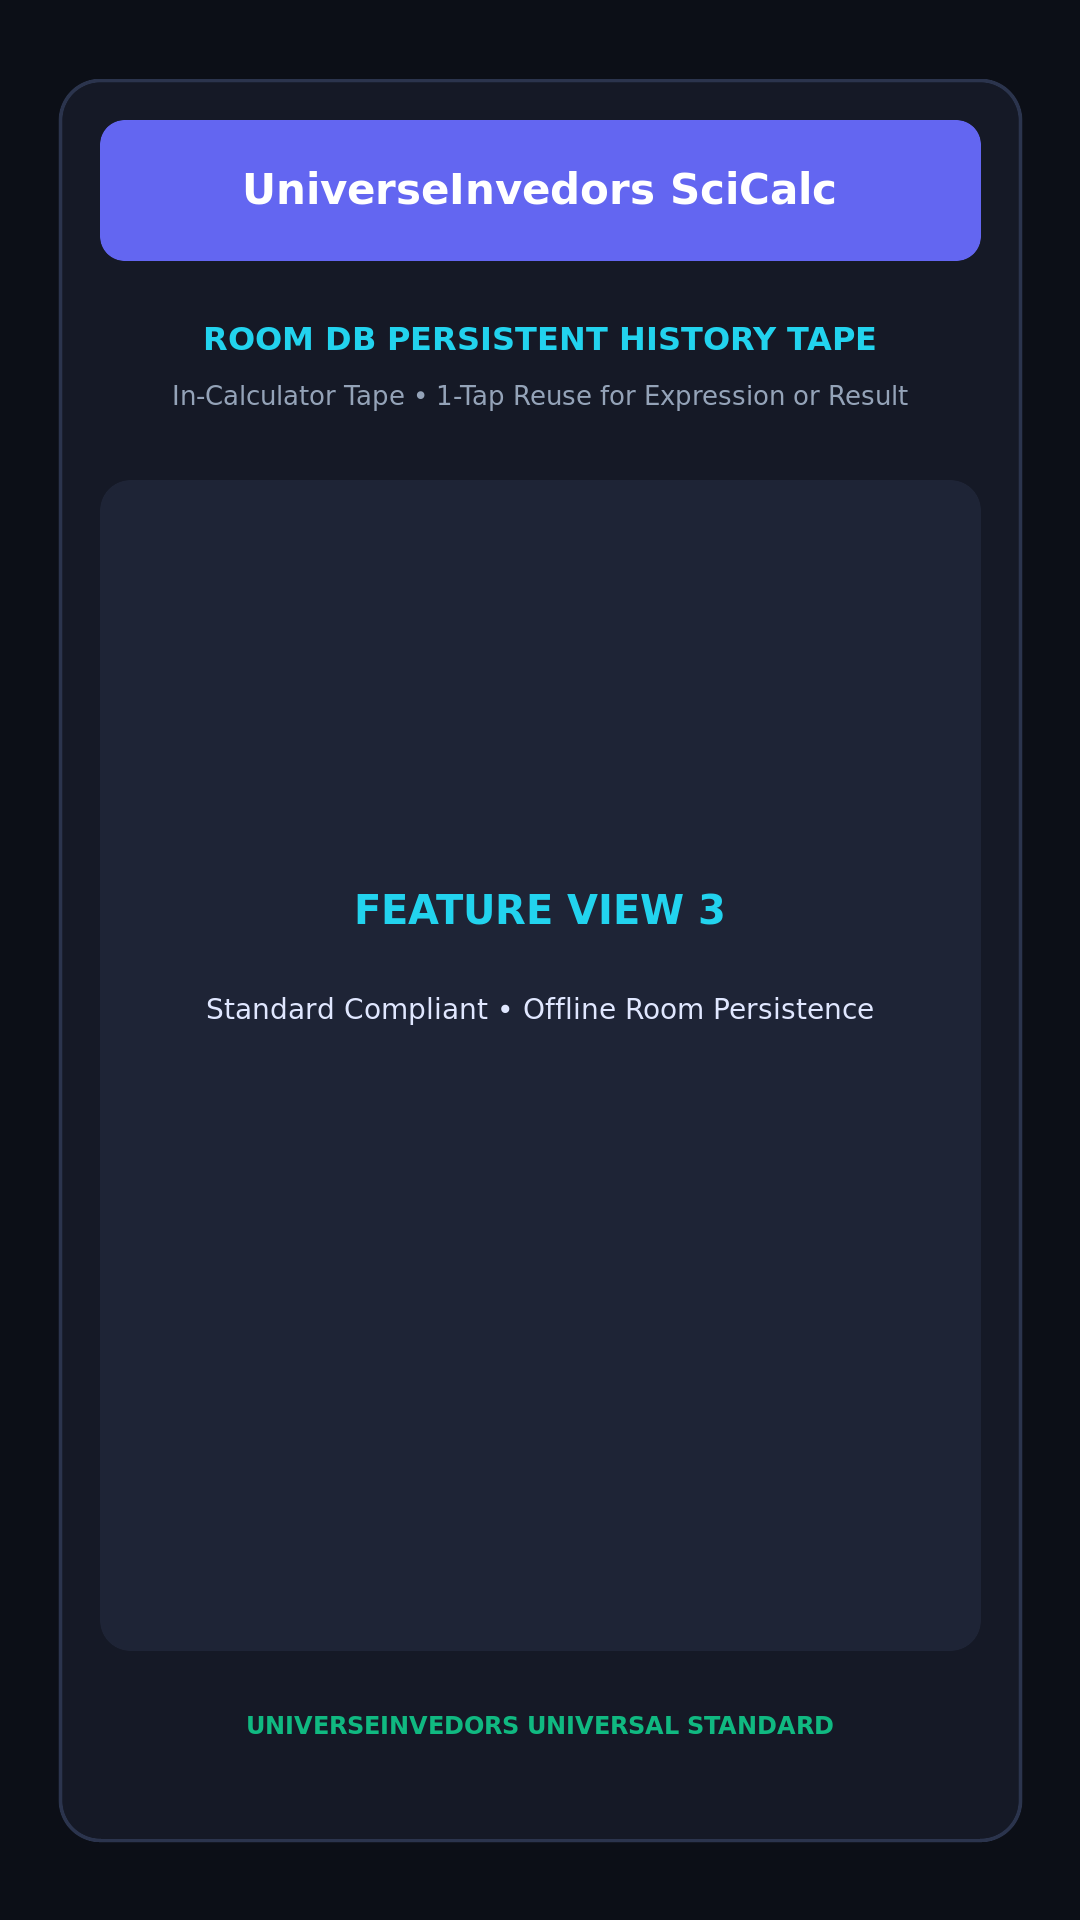 UniverseInvedors SciCalc
ROOM DB PERSISTENT HISTORY TAPE
In-Calculator Tape • 1-Tap Reuse for Expression or Result
FEATURE VIEW 3
Standard Compliant • Offline Room Persistence
UNIVERSEINVEDORS UNIVERSAL STANDARD